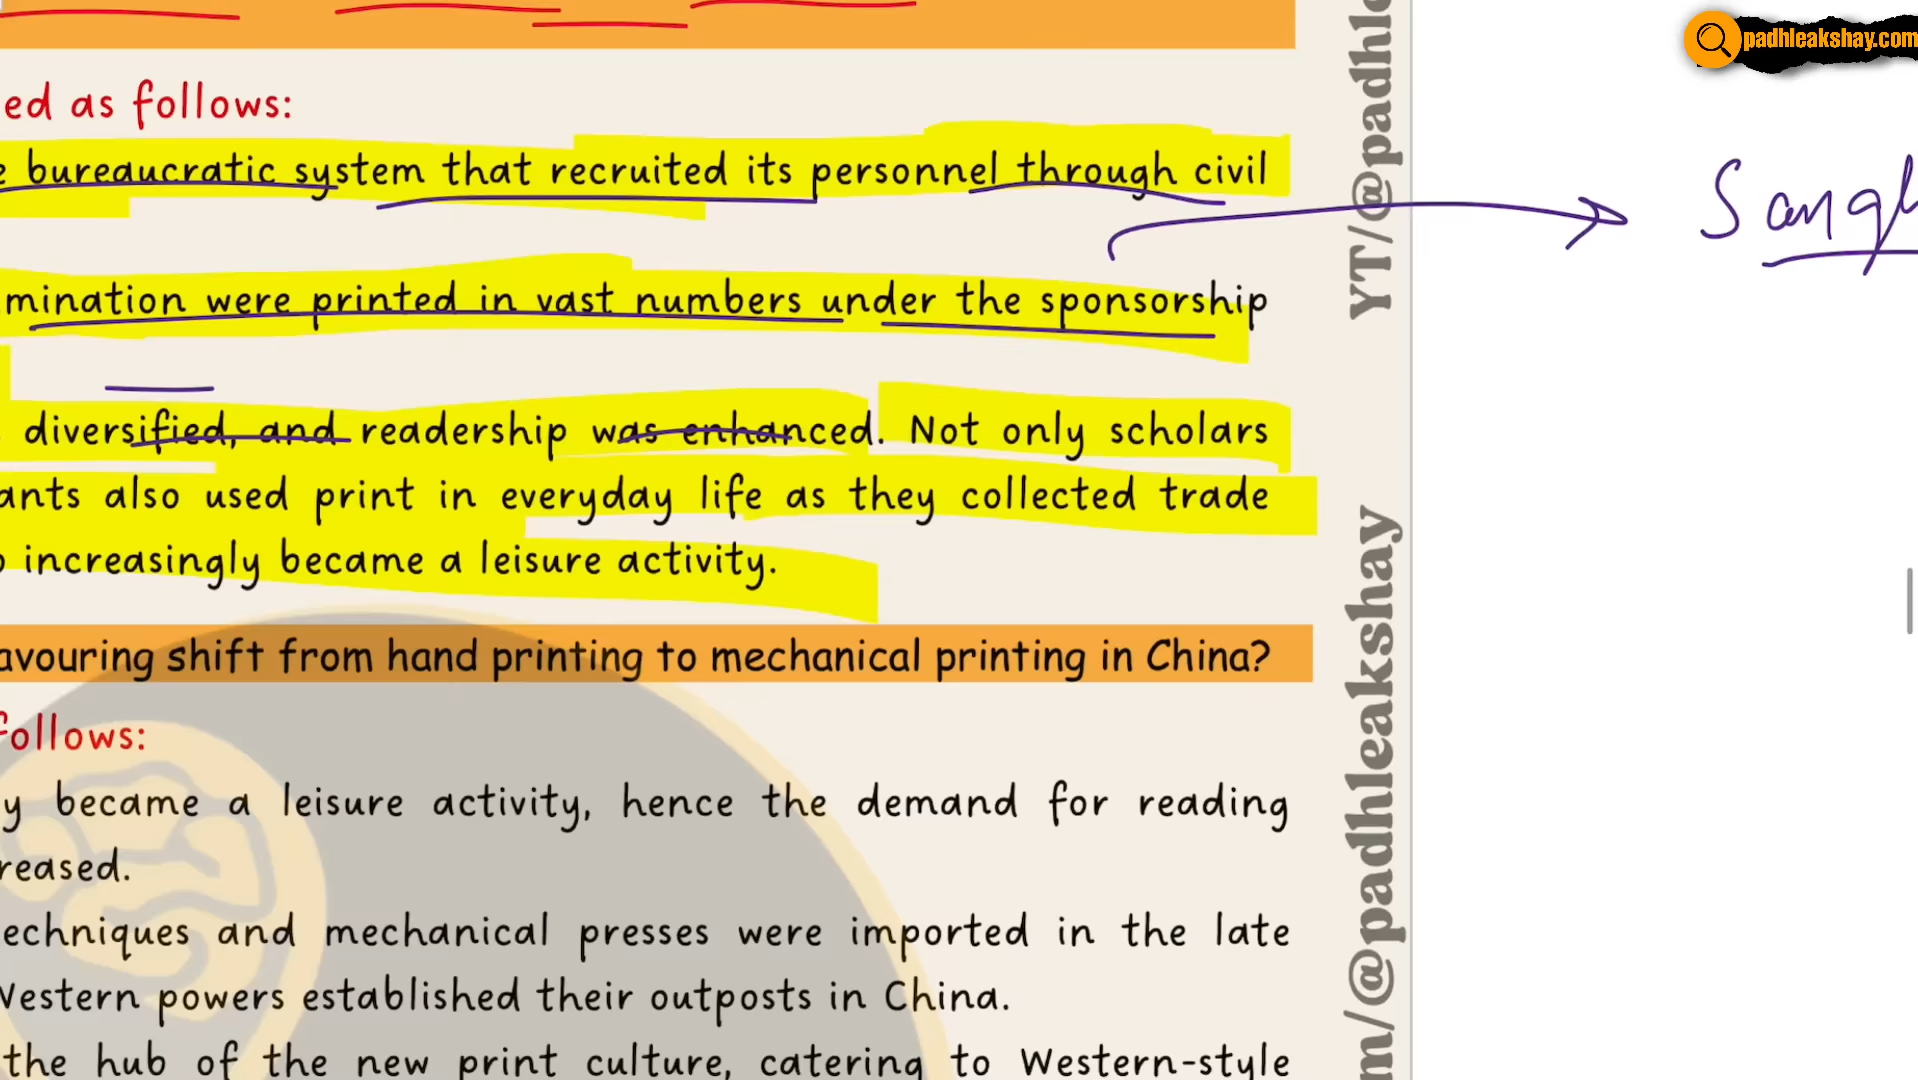 padhleakshay.com
ed as follows:
bureaucratic system that recruited its personnel through civil
mination were printed in vast numbers under the sponsorship
diversified, and readership was enhanced. Not only scholars
ants also used print in everyday life as they collected trade
increasingly became a leisure activity.
avouring shift from hand printing to mechanical printing in China?
follows:
y became a leisure activity, hence the demand for reading
reased.
echniques and mechanical presses were imported in the late
Western powers established their outposts in China.
the hub of the new print culture, catering to Western-style
YT/@padhle
m/@padhleakshay